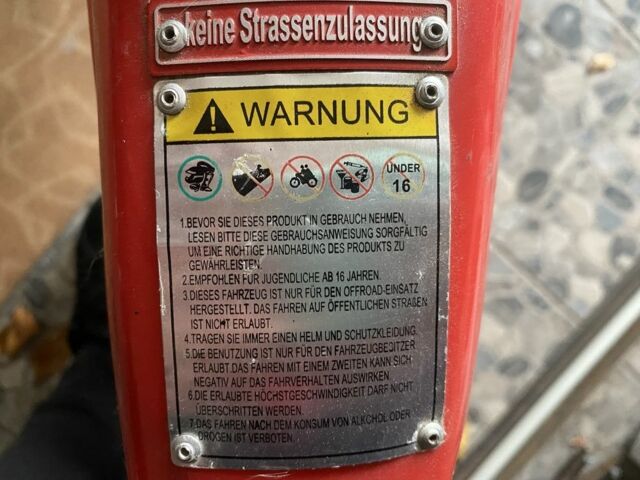 keine Strassenzulassung
WARNUNG
UNDER
16
1.BEVOR SIE DIESES PRODUKT IN GEBRAUCH NEHMEN,
LESEN BITTE DIESE GEBRAUCHSANWEISUNG SORGFÄLTIG
UM EINE RICHTIGE HANDHABUNG DES PRODUKTS ZU
GEWÄHRLEISTEN.
2.EMPFOHLEN FÜR JUGENDLICHE AB 16 JAHREN.
3.DIESES FAHRZEUG IST NUR FÜR DEN OFFROAD-EINSATZ
HERGESTELLT. DAS FAHREN AUF ÖFFENTLICHEN STRAßEN
IST NICHT ERLAUBT.
4.TRAGEN SIE IMMER EINEN HELM UND SCHUTZKLEIDUNG.
5.DIE BENUTZUNG IST NUR FÜR DEN FAHRZEUGBEJTZER
ERLAUBT.DAS FAHREN MIT EINEM ZWEITEN KANN SICH
NEGATIV AUF DAS FAHRVERHALTEN AUSWIRKEN.
6.DIE ERLAUBTE HÖCHSTGESCHWINDIGKEIT DARF NICHT
ÜBERSCHRITTEN WERDEN.
7.DAS FAHREN NACH DEM KONSUM VON ALKOHOL ODER
DROGEN IST VERBOTEN.